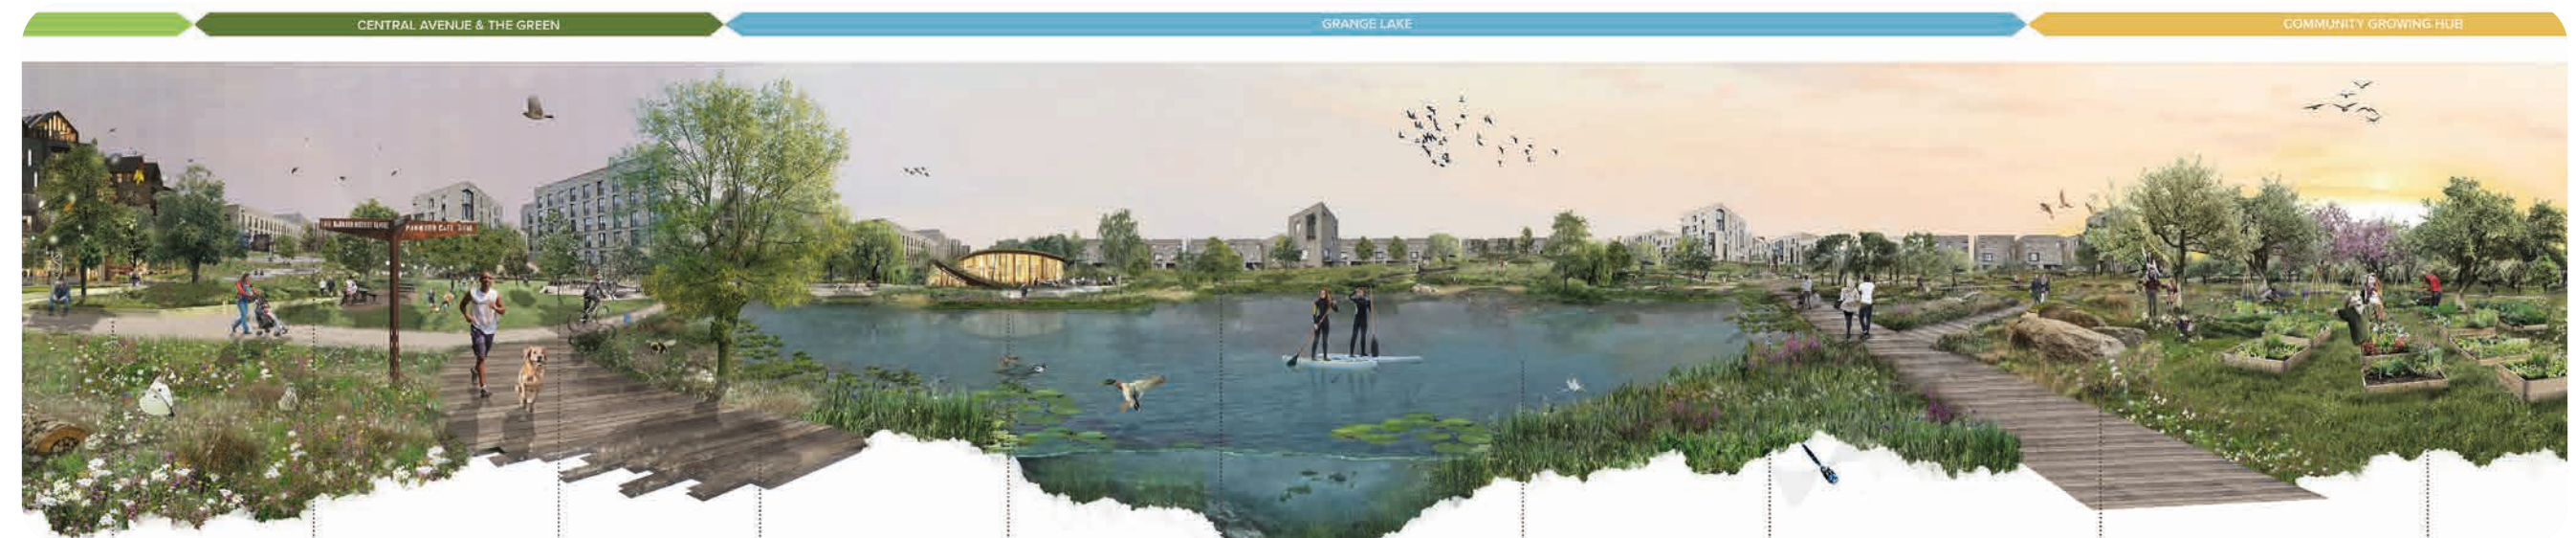 CENTRAL AVENUE & THE GREEN
GRANGE LAKE
COMMUNITY GROWING HUB